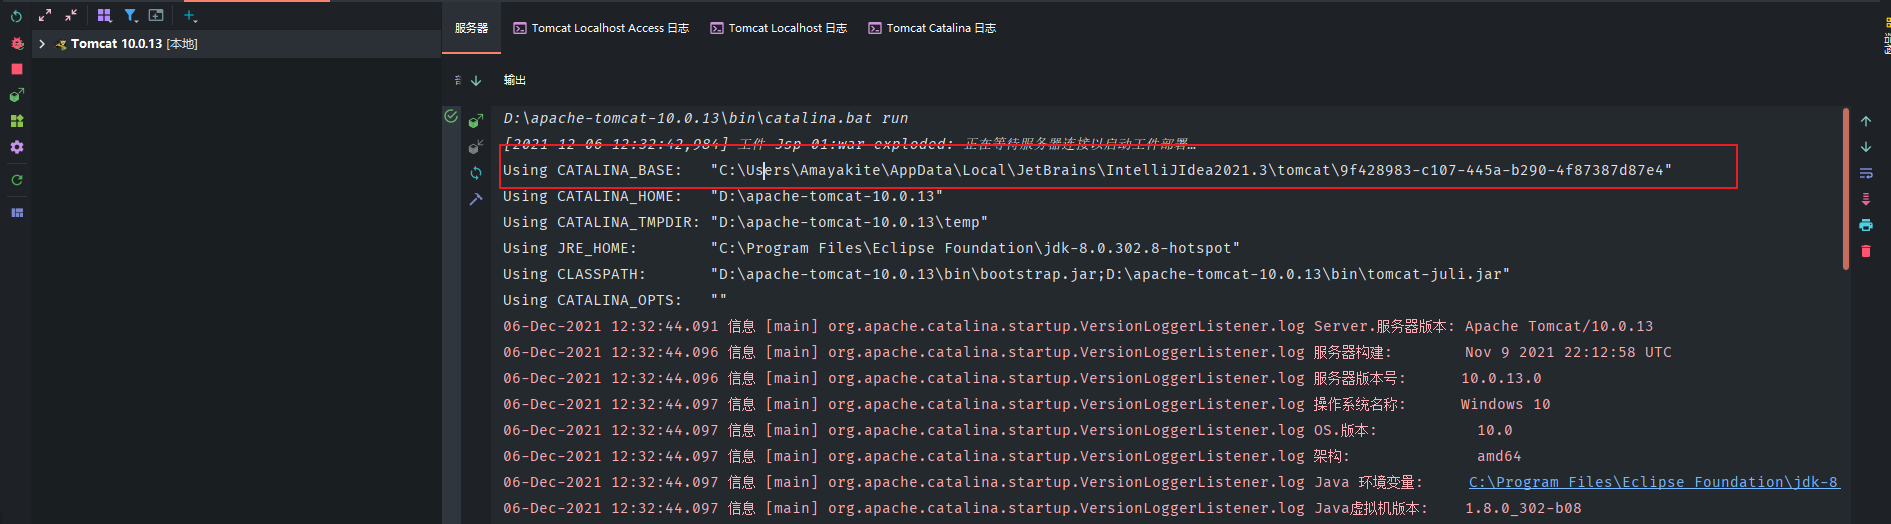 服务器
Tomcat Localhost Access 日志
Tomcat Localhost 日志
Tomcat Catalina 日志
Tomcat 10.0.13 [本地]
输出
D:\apache-tomcat-10.0.13\bin\catalina.bat run
[2021-12-06 12:32:42,984] 工件 Jsp-01:war exploded: 正在等待服务器连接以启动工件部署…
Using CATALINA_BASE:   "C:\Users\Amayakite\AppData\Local\JetBrains\IntelliJIdea2021.3\tomcat\9f428983-c107-445a-b290-4f87387d87e4"
Using CATALINA_HOME:   "D:\apache-tomcat-10.0.13"
Using CATALINA_TMPDIR: "D:\apache-tomcat-10.0.13\temp"
Using JRE_HOME:        "C:\Program Files\Eclipse Foundation\jdk-8.0.302.8-hotspot"
Using CLASSPATH:       "D:\apache-tomcat-10.0.13\bin\bootstrap.jar;D:\apache-tomcat-10.0.13\bin\tomcat-juli.jar"
Using CATALINA_OPTS:   ""
06-Dec-2021 12:32:44.091 信息 [main] org.apache.catalina.startup.VersionLoggerListener.log Server.服务器版本: Apache Tomcat/10.0.13
06-Dec-2021 12:32:44.096 信息 [main] org.apache.catalina.startup.VersionLoggerListener.log 服务器构建:        Nov 9 2021 22:12:58 UTC
06-Dec-2021 12:32:44.096 信息 [main] org.apache.catalina.startup.VersionLoggerListener.log 服务器版本号:      10.0.13.0
06-Dec-2021 12:32:44.097 信息 [main] org.apache.catalina.startup.VersionLoggerListener.log 操作系统名称:      Windows 10
06-Dec-2021 12:32:44.097 信息 [main] org.apache.catalina.startup.VersionLoggerListener.log OS.版本:           10.0
06-Dec-2021 12:32:44.097 信息 [main] org.apache.catalina.startup.VersionLoggerListener.log 架构:              amd64
06-Dec-2021 12:32:44.097 信息 [main] org.apache.catalina.startup.VersionLoggerListener.log Java 环境变量:     C:\Program Files\Eclipse Foundation\jdk-8
06-Dec-2021 12:32:44.097 信息 [main] org.apache.catalina.startup.VersionLoggerListener.log Java虚拟机版本:    1.8.0_302-b08